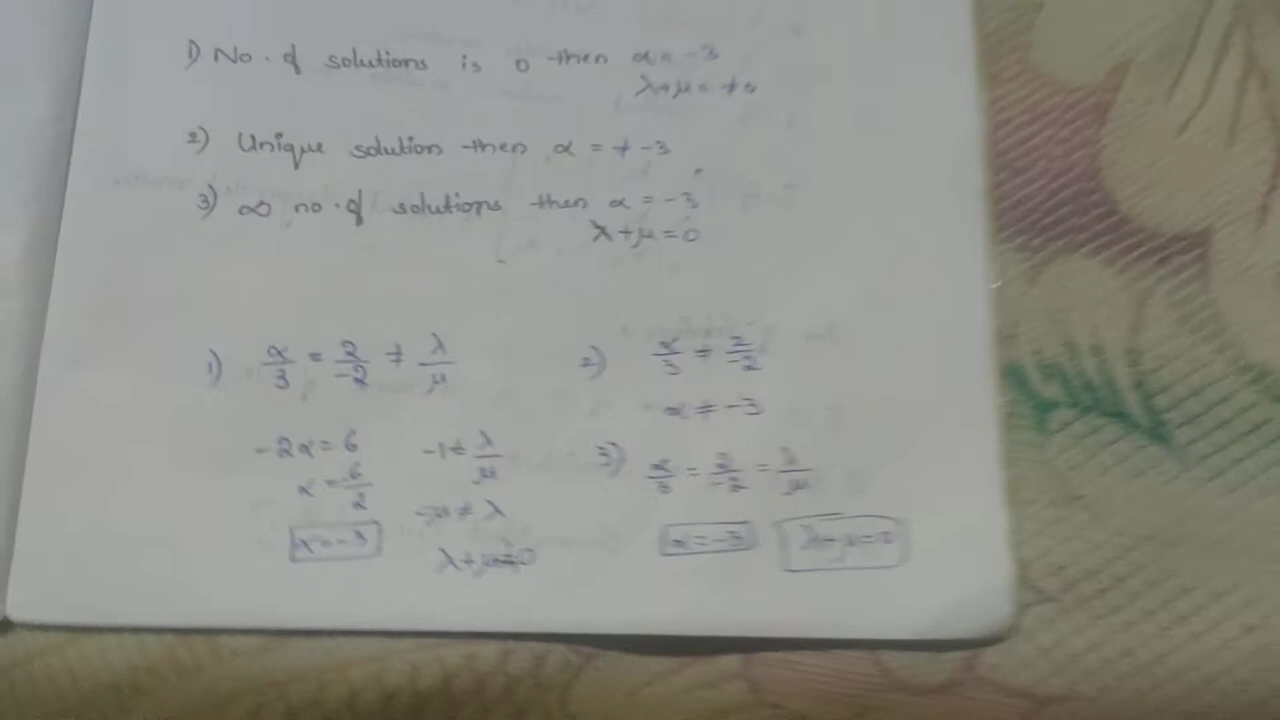 1) No. of solutions is 0 then α = -3
λ+μ = ≠0
2) Unique solution then α = ≠ -3
3) ∞ no. of solutions then α = -3
λ+μ=0
1) α/3 = 2/-2 ≠ λ/μ
-2α = 6
α = -6/2
α = -3
-1 ≠ λ/μ
-μ ≠ λ
λ+μ≠0
2) α/3 ≠ 2/-2
α ≠ -3
3) α/3 = 2/-2 = λ/μ
α = -3
λ+μ=0